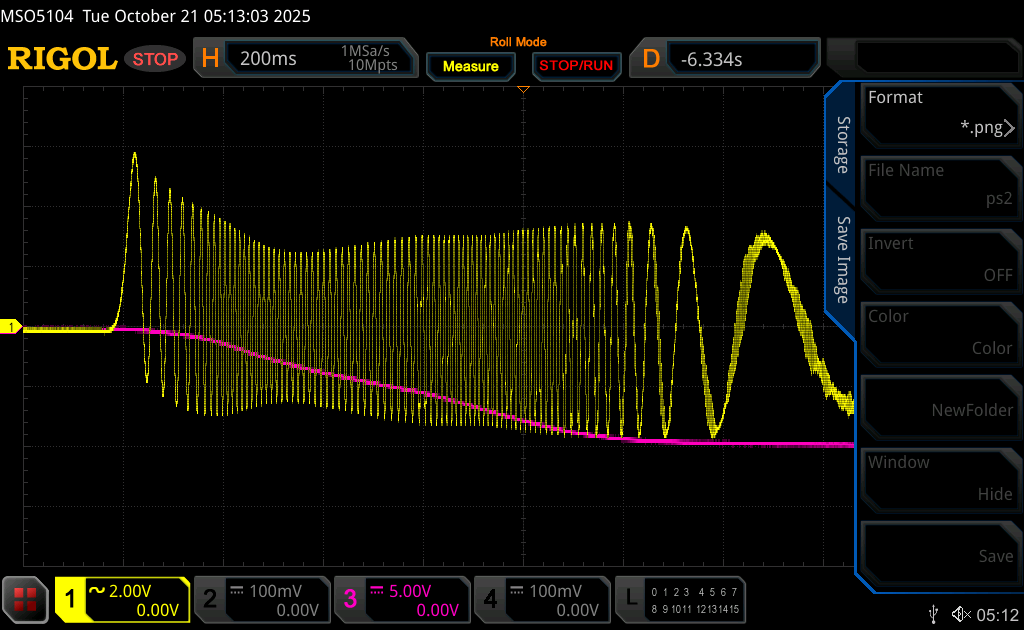 MSO5104 Tue October 21 05:13:03 2025
Roll Mode
RIGOL STOP H 200ms 1MSa/s 10Mpts Measure STOP/RUN D -6.334s
Storage
Save Image
Format
*.png
File Name
ps2
Invert
OFF
Color
Color
NewFolder
Window
Hide
Save
1
1 2.00V 0.00V
2 100mV 0.00V
3 5.00V 0.00V
4 100mV 0.00V
L 0 1 2 3 4 5 6 7
8 9 10 11 12 13 14 15
05:12